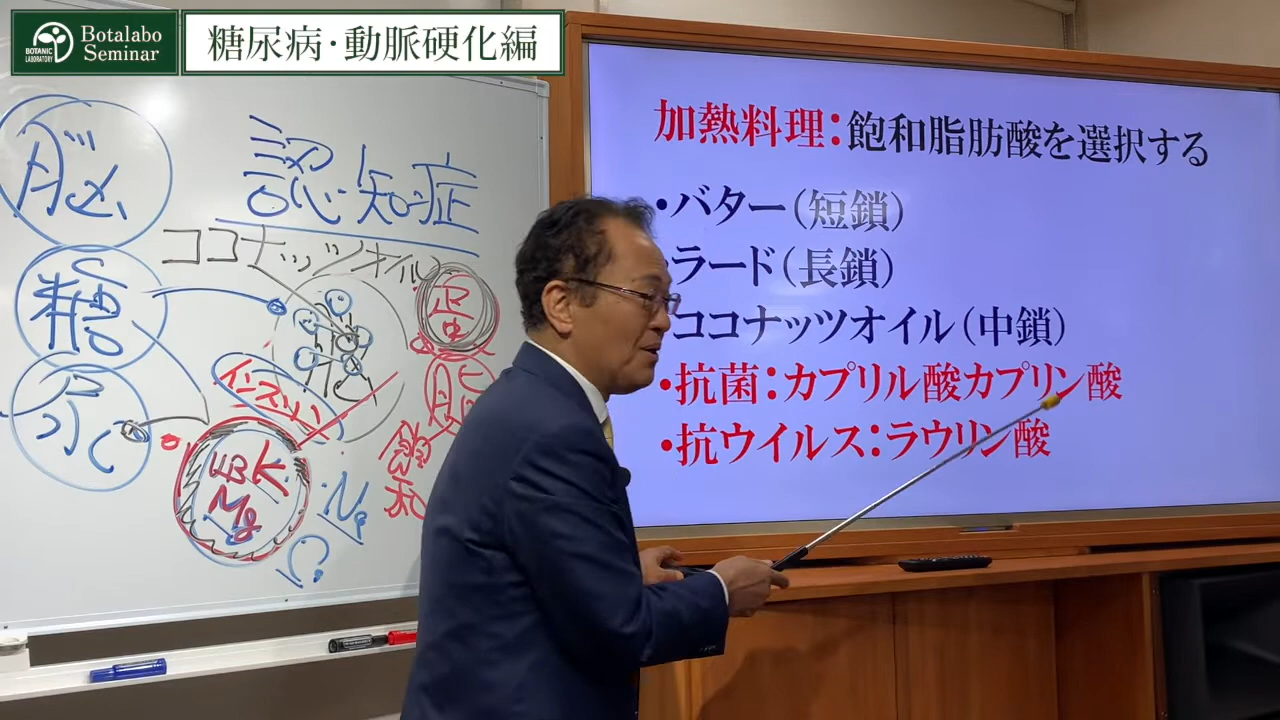 BOTANIC
LABORATORY
Botalabo
Seminar
糖尿病・動脈硬化編
脳
認知症
ココナッツオイル
糖
尿
インスリン
K
Mg
飽和
加熱料理：飽和脂肪酸を選択する
・バター（短鎖）
・ラード（長鎖）
・ココナッツオイル（中鎖）
・抗菌：カプリル酸カプリン酸
・抗ウイルス：ラウリン酸